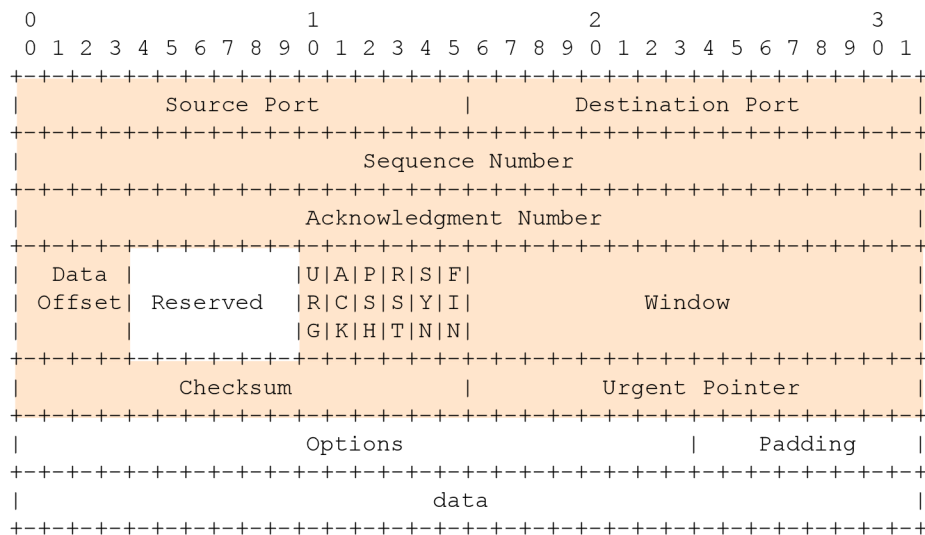 0                   1                   2                   3
 0 1 2 3 4 5 6 7 8 9 0 1 2 3 4 5 6 7 8 9 0 1 2 3 4 5 6 7 8 9 0 1
+-+-+-+-+-+-+-+-+-+-+-+-+-+-+-+-+-+-+-+-+-+-+-+-+-+-+-+-+-+-+-+-+
|          Source Port          |       Destination Port        |
+-+-+-+-+-+-+-+-+-+-+-+-+-+-+-+-+-+-+-+-+-+-+-+-+-+-+-+-+-+-+-+-+
|                        Sequence Number                        |
+-+-+-+-+-+-+-+-+-+-+-+-+-+-+-+-+-+-+-+-+-+-+-+-+-+-+-+-+-+-+-+-+
|                    Acknowledgment Number                      |
+-+-+-+-+-+-+-+-+-+-+-+-+-+-+-+-+-+-+-+-+-+-+-+-+-+-+-+-+-+-+-+-+
|  Data |           |U|A|P|R|S|F|                               |
| Offset| Reserved  |R|C|S|S|Y|I|            Window             |
|       |           |G|K|H|T|N|N|                               |
+-+-+-+-+-+-+-+-+-+-+-+-+-+-+-+-+-+-+-+-+-+-+-+-+-+-+-+-+-+-+-+-+
|           Checksum            |         Urgent Pointer        |
+-+-+-+-+-+-+-+-+-+-+-+-+-+-+-+-+-+-+-+-+-+-+-+-+-+-+-+-+-+-+-+-+
|                    Options                    |    Padding    |
+-+-+-+-+-+-+-+-+-+-+-+-+-+-+-+-+-+-+-+-+-+-+-+-+-+-+-+-+-+-+-+-+
|                             data                              |
+-+-+-+-+-+-+-+-+-+-+-+-+-+-+-+-+-+-+-+-+-+-+-+-+-+-+-+-+-+-+-+-+